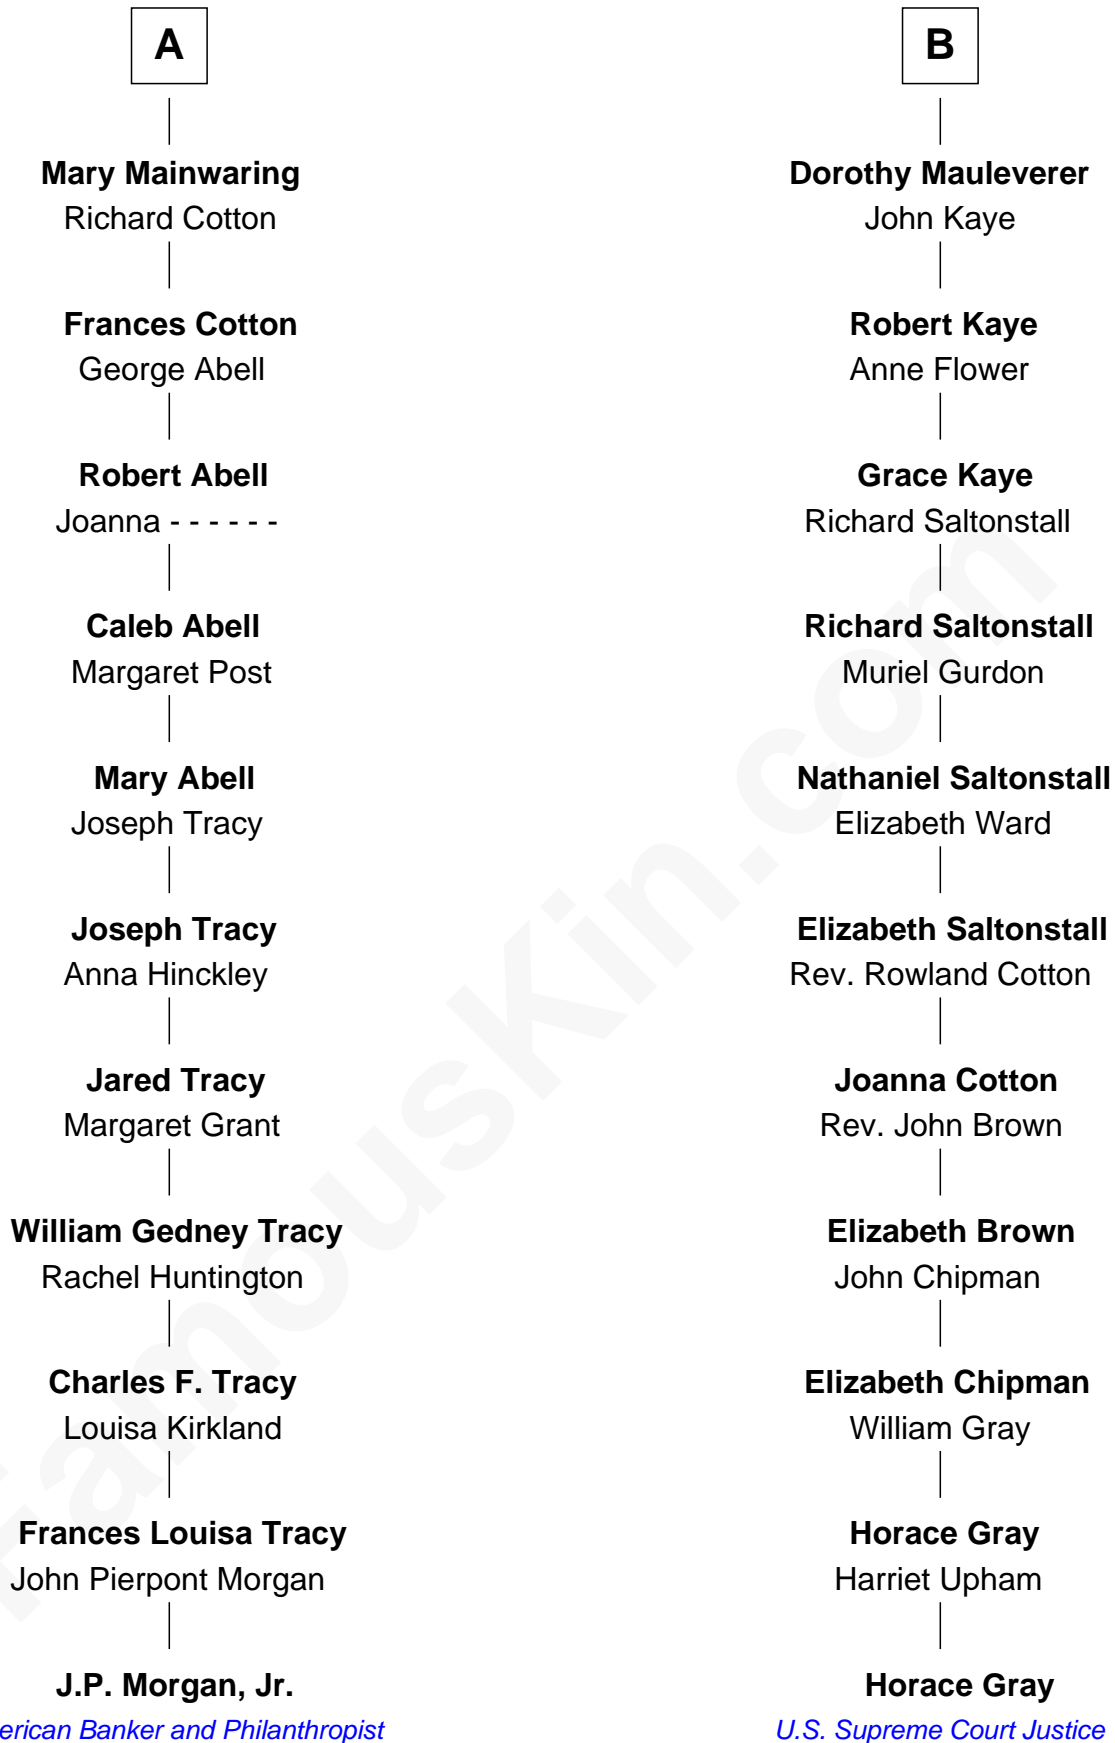 A
Mary Mainwaring
Richard Cotton
Frances Cotton
George Abell
Robert Abell
Joanna - - - - - -
Caleb Abell
Margaret Post
Mary Abell
Joseph Tracy
Joseph Tracy
Anna Hinckley
Jared Tracy
Margaret Grant
William Gedney Tracy
Rachel Huntington
Charles F. Tracy
Louisa Kirkland
Frances Louisa Tracy
John Pierpont Morgan
J.P. Morgan, Jr.
erican Banker and Philanthropist
B
Dorothy Mauleverer
John Kaye
Robert Kaye
Anne Flower
Grace Kaye
Richard Saltonstall
Richard Saltonstall
Muriel Gurdon
Nathaniel Saltonstall
Elizabeth Ward
Elizabeth Saltonstall
Rev. Rowland Cotton
Joanna Cotton
Rev. John Brown
Elizabeth Brown
John Chipman
Elizabeth Chipman
William Gray
Horace Gray
Harriet Upham
Horace Gray
U.S. Supreme Court Justice
FamousKin.com